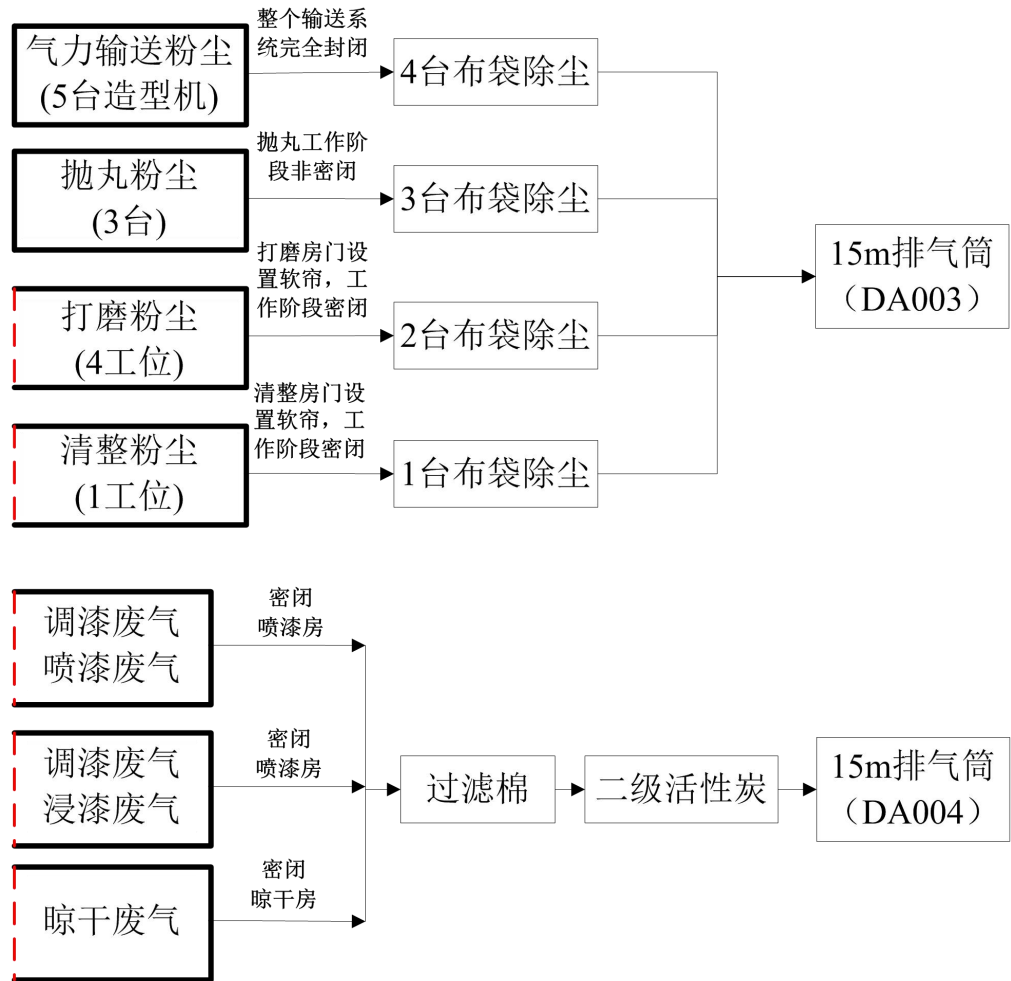 气力输送粉尘
(5台造型机)
整个输送系
统完全封闭
4台布袋除尘
抛丸粉尘
(3台)
抛丸工作阶
段非密闭
3台布袋除尘
打磨粉尘
(4工位)
打磨房门设
置软帘，工
作阶段密闭
2台布袋除尘
清整粉尘
(1工位)
清整房门设
置软帘，工
作阶段密闭
1台布袋除尘
15m排气筒
（DA003）
调漆废气
喷漆废气
密闭
喷漆房
调漆废气
浸漆废气
密闭
喷漆房
晾干废气
密闭
晾干房
过滤棉
二级活性炭
15m排气筒
（DA004）